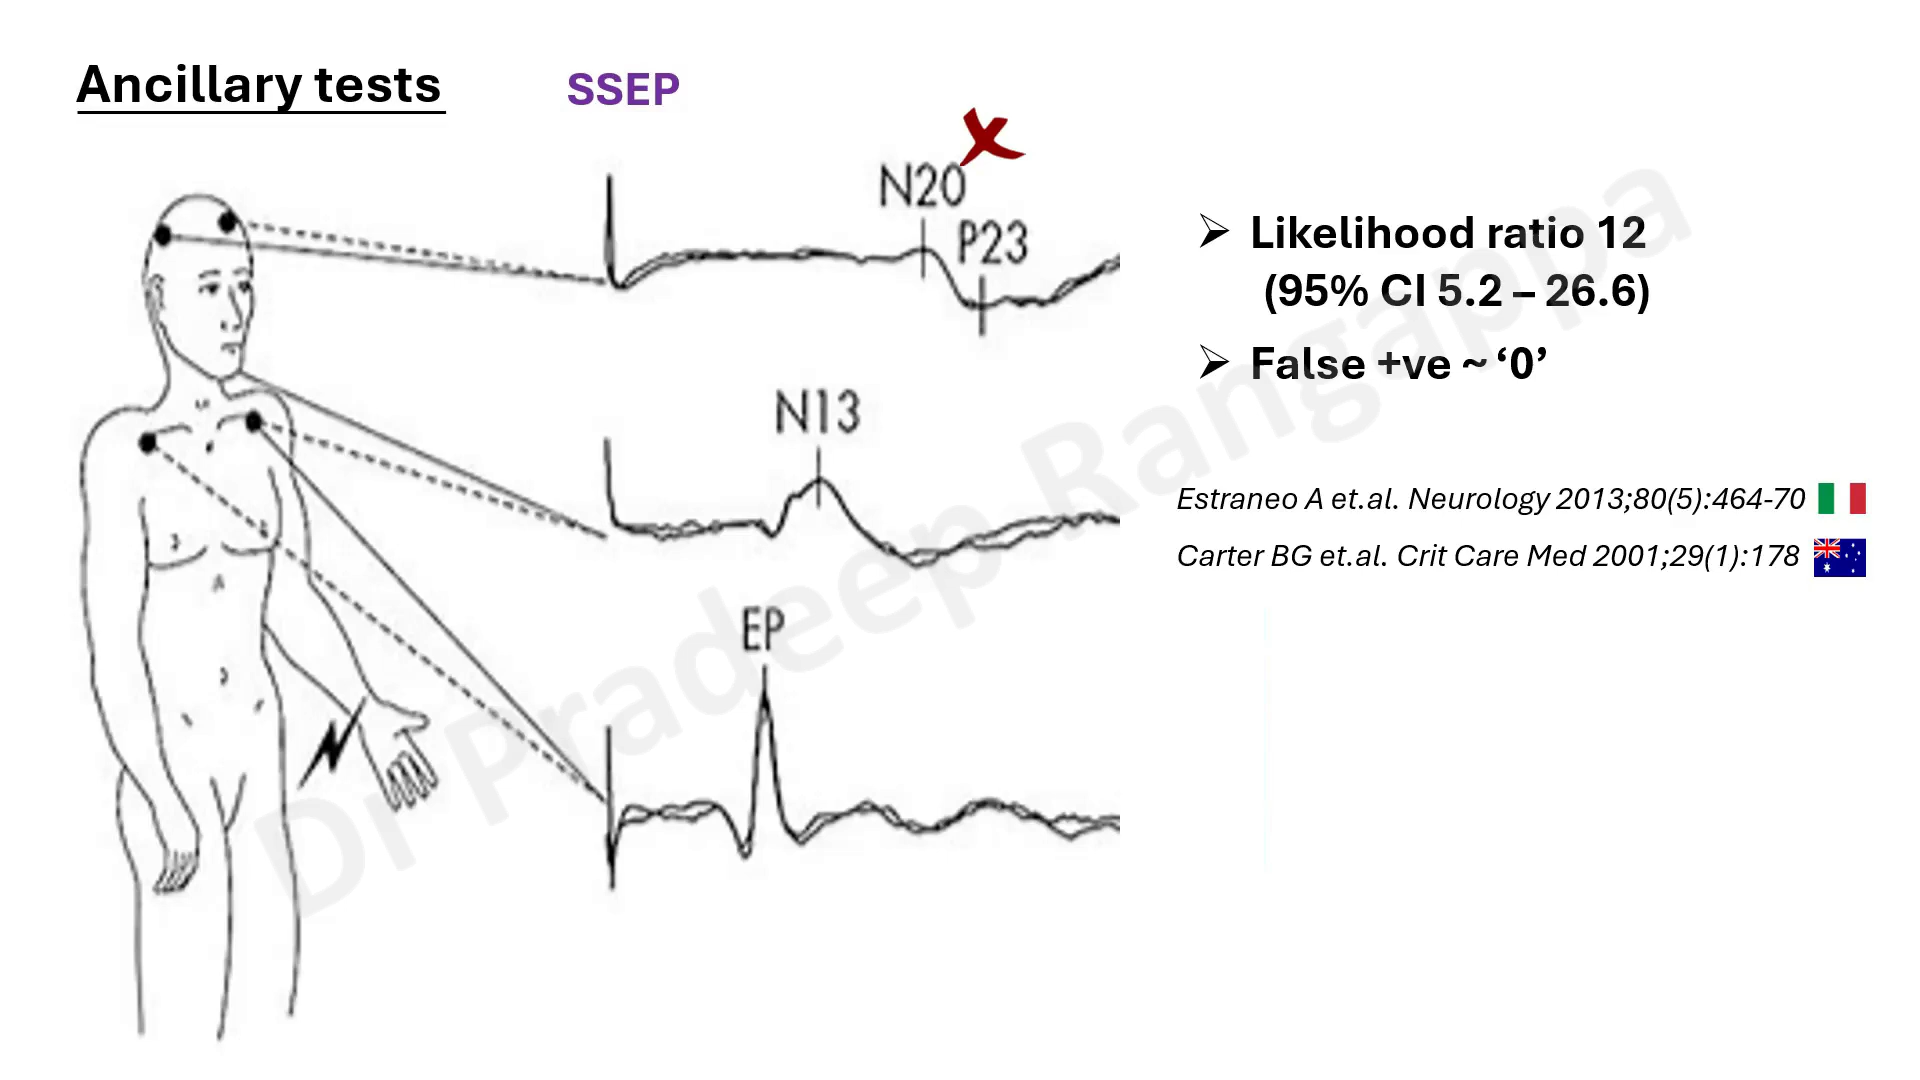 Ancillary tests
SSEP
N20
P23
N13
EP
➢ Likelihood ratio 12
(95% CI 5.2 – 26.6)
➢ False +ve ~ ‘0’
Estraneo A et.al. Neurology 2013;80(5):464-70
Carter BG et.al. Crit Care Med 2001;29(1):178
Dr Pradeep Rangappa